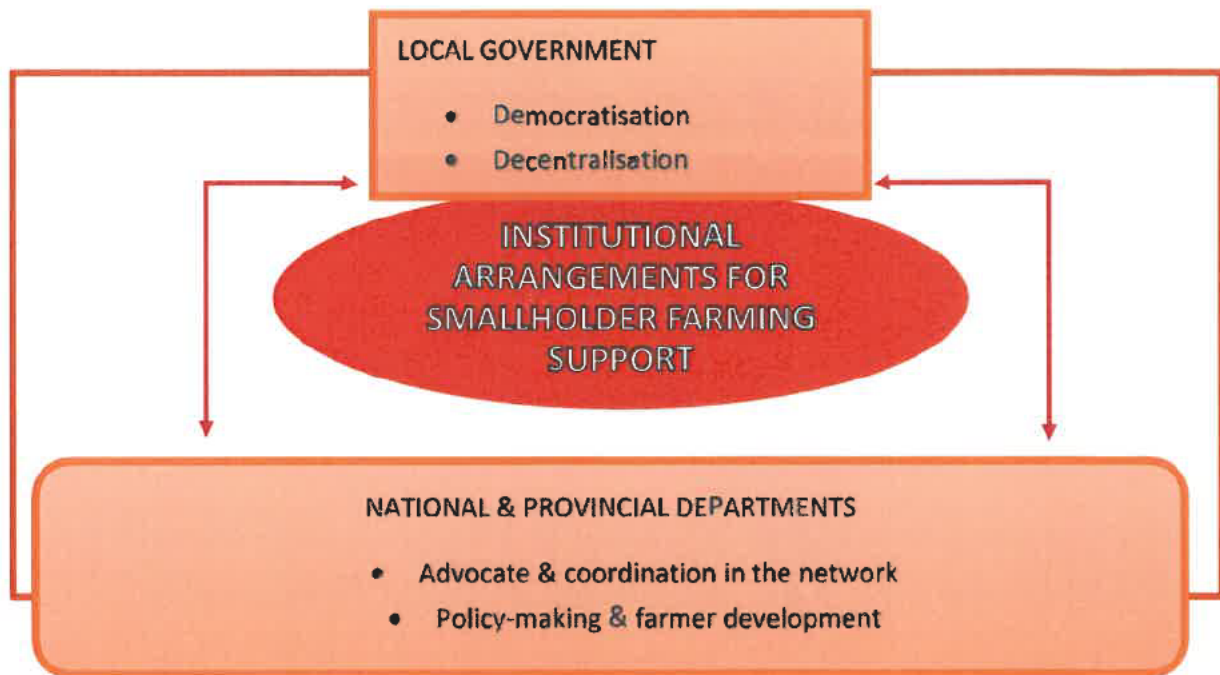 LOCAL GOVERNMENT
• Democratisation
• Decentralisation
INSTITUTIONAL
ARRANGEMENTS FOR
SMALLHOLDER FARMING
SUPPORT
NATIONAL & PROVINCIAL DEPARTMENTS
• Advocate & coordination in the network
• Policy-making & farmer development